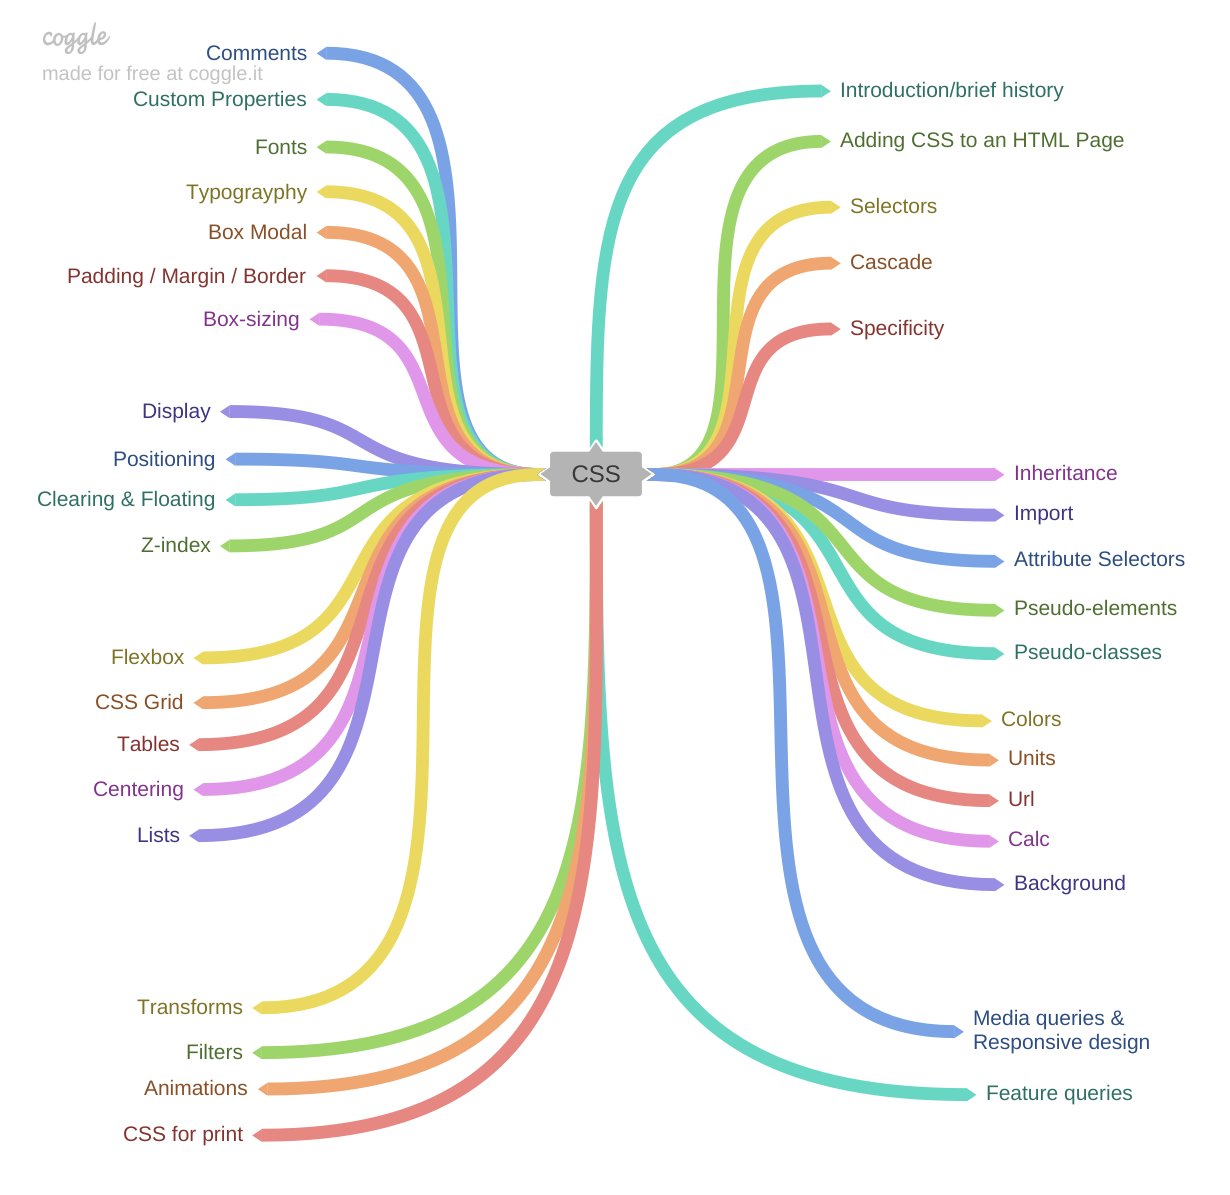 coggle
made for free at coggle.it
Comments
Custom Properties
Fonts
Typograyphy
Box Modal
Padding / Margin / Border
Box-sizing
Display
Positioning
Clearing & Floating
Z-index
Flexbox
CSS Grid
Tables
Centering
Lists
Transforms
Filters
Animations
CSS for print
CSS
Introduction/brief history
Adding CSS to an HTML Page
Selectors
Cascade
Specificity
Inheritance
Import
Attribute Selectors
Pseudo-elements
Pseudo-classes
Colors
Units
Url
Calc
Background
Media queries &
Responsive design
Feature queries